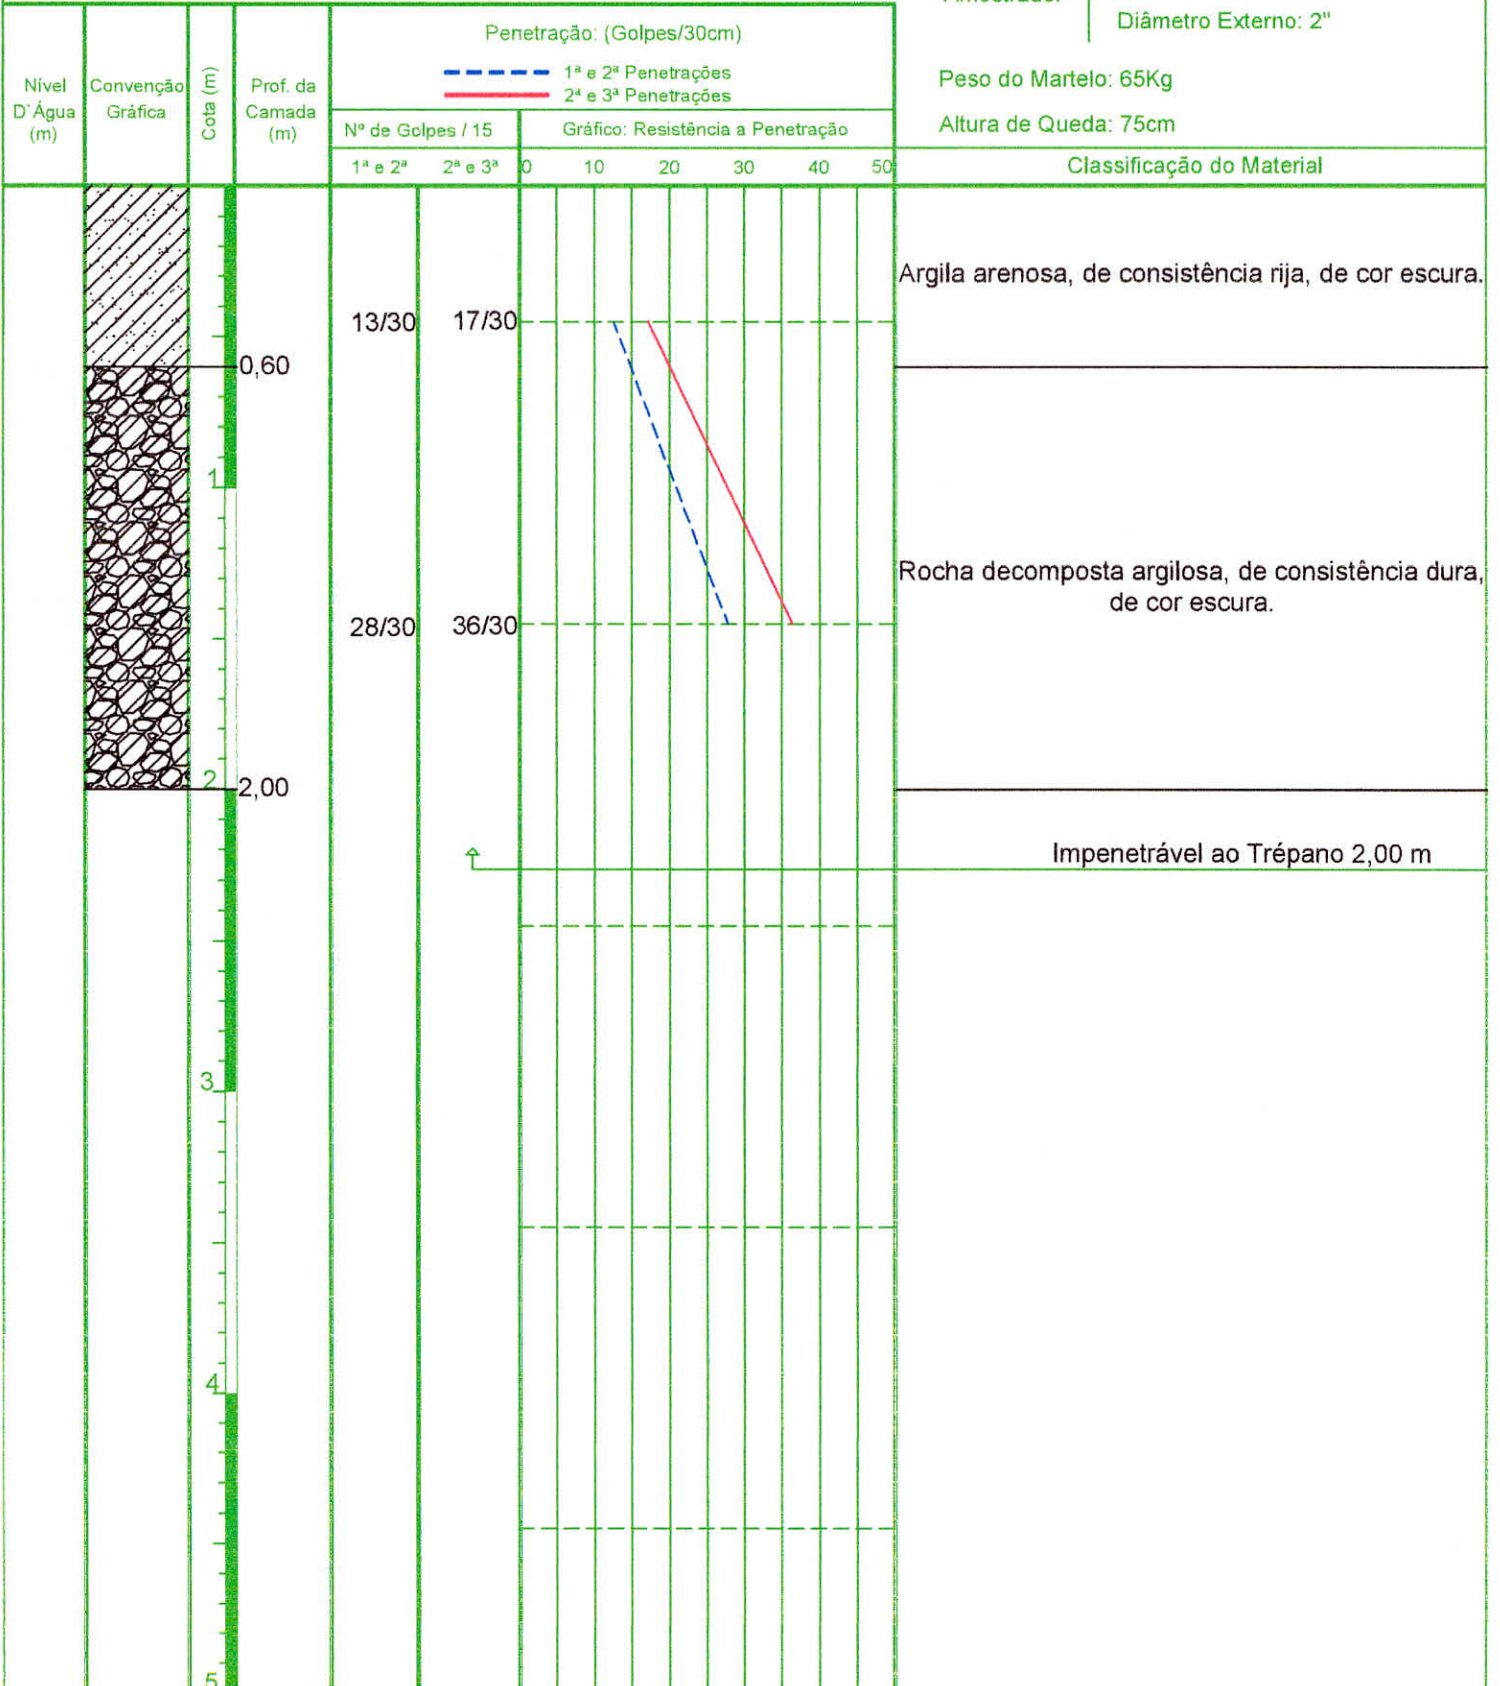 Diâmetro Externo: 2"
Penetração: (Golpes/30cm)
1ª e 2ª Penetrações
2ª e 3ª Penetrações
Peso do Martelo: 65Kg
Altura de Queda: 75cm
Nível
D`Água
(m)
Convenção
Gráfica
Cota (m)
Prof. da
Camada
(m)
Nº de Golpes / 15
Gráfico: Resistência a Penetração
1ª e 2ª
2ª e 3ª
0 10 20 30 40 50
Classificação do Material
Argila arenosa, de consistência rija, de cor escura.
13/30 17/30
0,60
1
Rocha decomposta argilosa, de consistência dura,
de cor escura.
28/30 36/30
2
2,00
Impenetrável ao Trépano 2,00 m
3
4
5